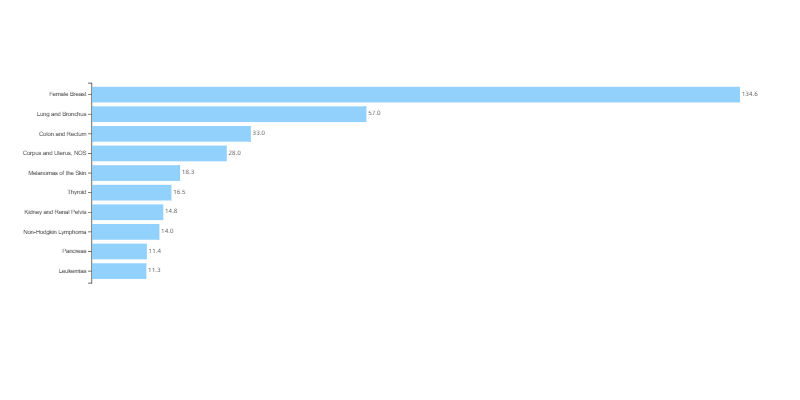 Female Breast 134.6
Lung and Bronchus 57.0
Colon and Rectum 33.0
Corpus and Uterus, NOS 28.0
Melanomas of the Skin 18.3
Thyroid 16.5
Kidney and Renal Pelvis 14.8
Non-Hodgkin Lymphoma 14.0
Pancreas 11.4
Leukemias 11.3